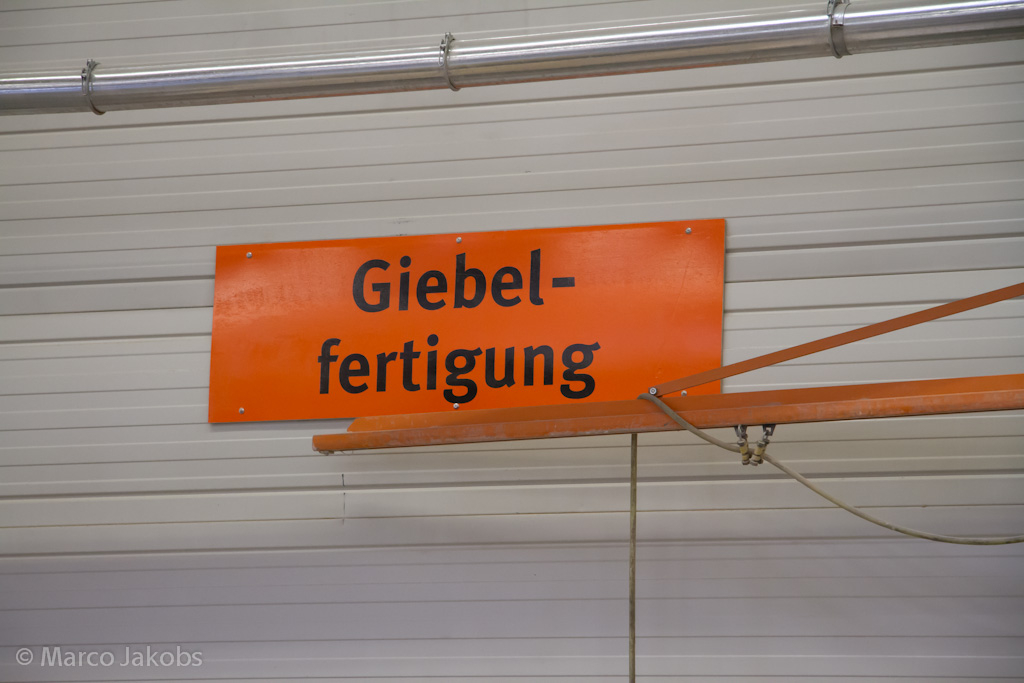 Giebel-
fertigung
© Marco Jakobs